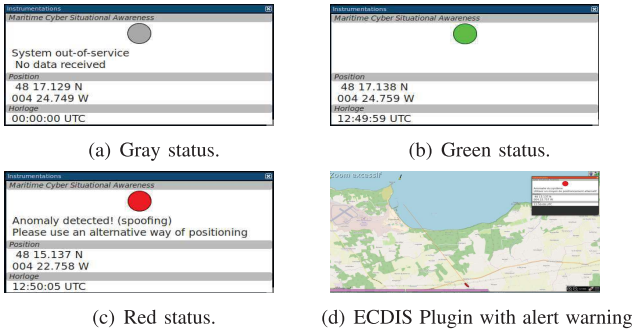 Instrumentations
Maritime Cyber Situational Awareness
System out-of-service
No data received
Position
48 17.129 N
004 24.749 W
Horloge
00:00:00 UTC
(a) Gray status.
Instrumentations
Maritime Cyber Situational Awareness
Position
48 17.138 N
004 24.759 W
Horloge
12:49:59 UTC
(b) Green status.
Instrumentations
Maritime Cyber Situational Awareness
Anomaly detected! (spoofing)
Please use an alternative way of positioning
Position
48 15.137 N
004 22.758 W
Horloge
12:50:05 UTC
(c) Red status.
Zoom excessif
(d) ECDIS Plugin with alert warning